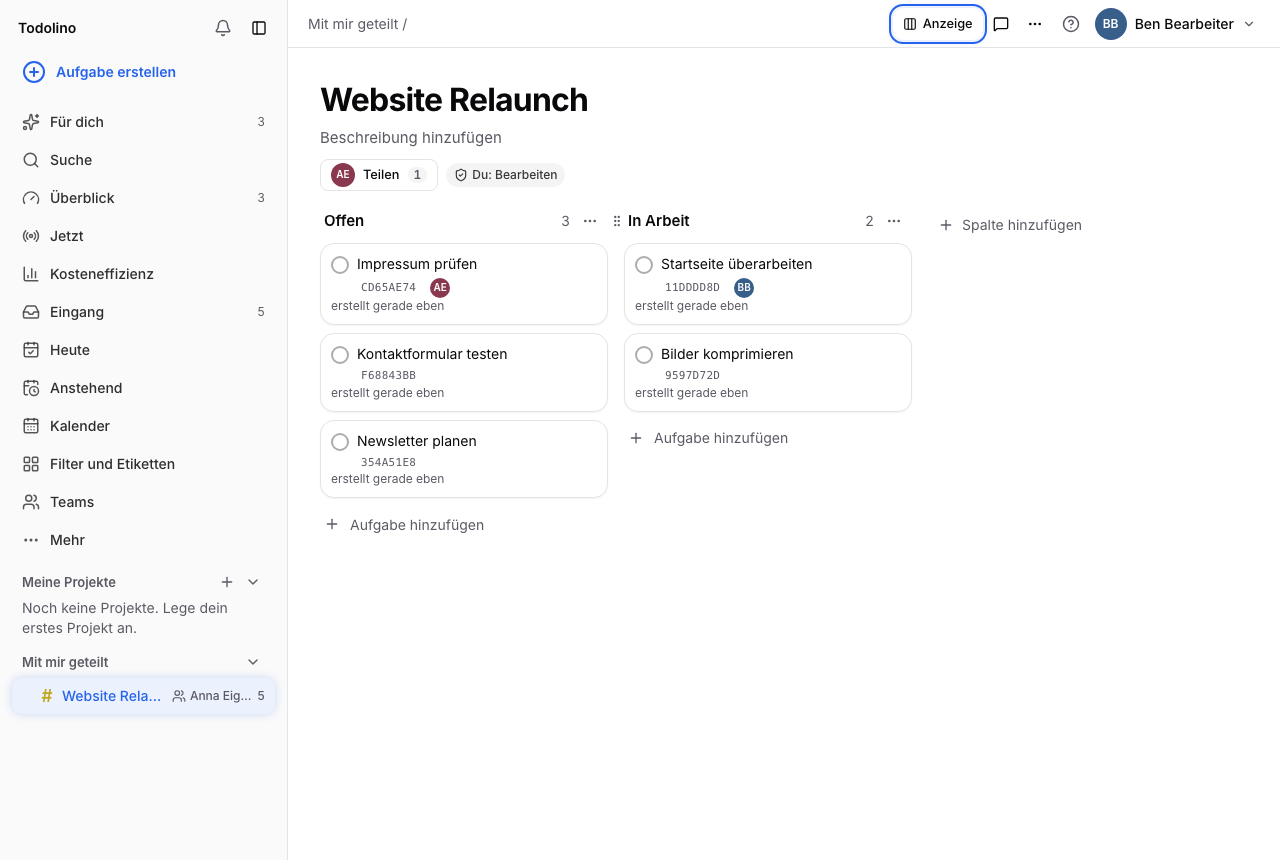 Todolino
Aufgabe erstellen
Für dich 3
Suche
Überblick 3
Jetzt
Kosteneffizienz
Eingang 5
Heute
Anstehend
Kalender
Filter und Etiketten
Teams
Mehr
Meine Projekte
Noch keine Projekte. Lege dein
erstes Projekt an.
Mit mir geteilt
# Website Rela... Anna Eig... 5
Mit mir geteilt /
Anzeige
BB Ben Bearbeiter
Website Relaunch
Beschreibung hinzufügen
AE Teilen 1
Du: Bearbeiten
Offen 3
Impressum prüfen
CD65AE74 AE
erstellt gerade eben
Kontaktformular testen
F68843BB
erstellt gerade eben
Newsletter planen
354A51E8
erstellt gerade eben
Aufgabe hinzufügen
In Arbeit 2
Startseite überarbeiten
11DDDD8D BB
erstellt gerade eben
Bilder komprimieren
9597D72D
erstellt gerade eben
Aufgabe hinzufügen
Spalte hinzufügen